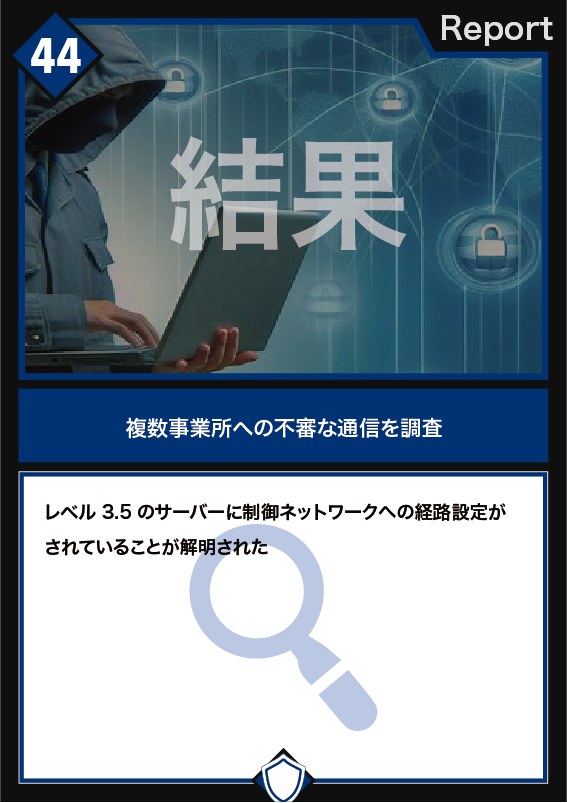 Report
44
結果
複数事業所への不審な通信を調査
レベル 3.5 のサーバーに制御ネットワークへの経路設定が
されていることが解明された